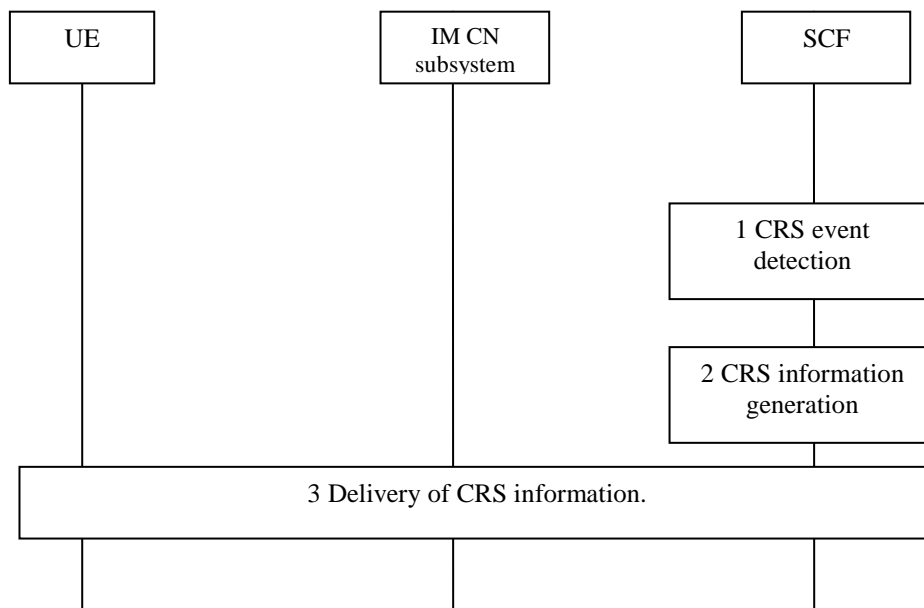 UE
IM CN
subsystem
SCF
1 CRS event
detection
2 CRS information
generation
3 Delivery of CRS information.